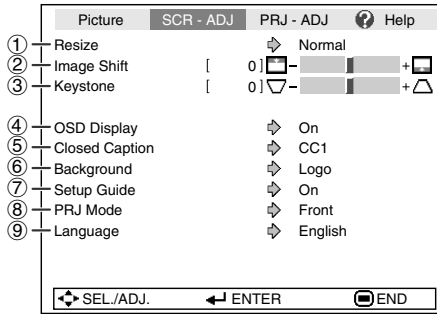 Picture SCR - ADJ PRJ - ADJ ? Help
① Resize Normal
② Image Shift [ 0 ] - +
③ Keystone [ 0 ] - +
④ OSD Display On
⑤ Closed Caption CC1
⑥ Background Logo
⑦ Setup Guide On
⑧ PRJ Mode Front
⑨ Language English
SEL./ADJ. ENTER END